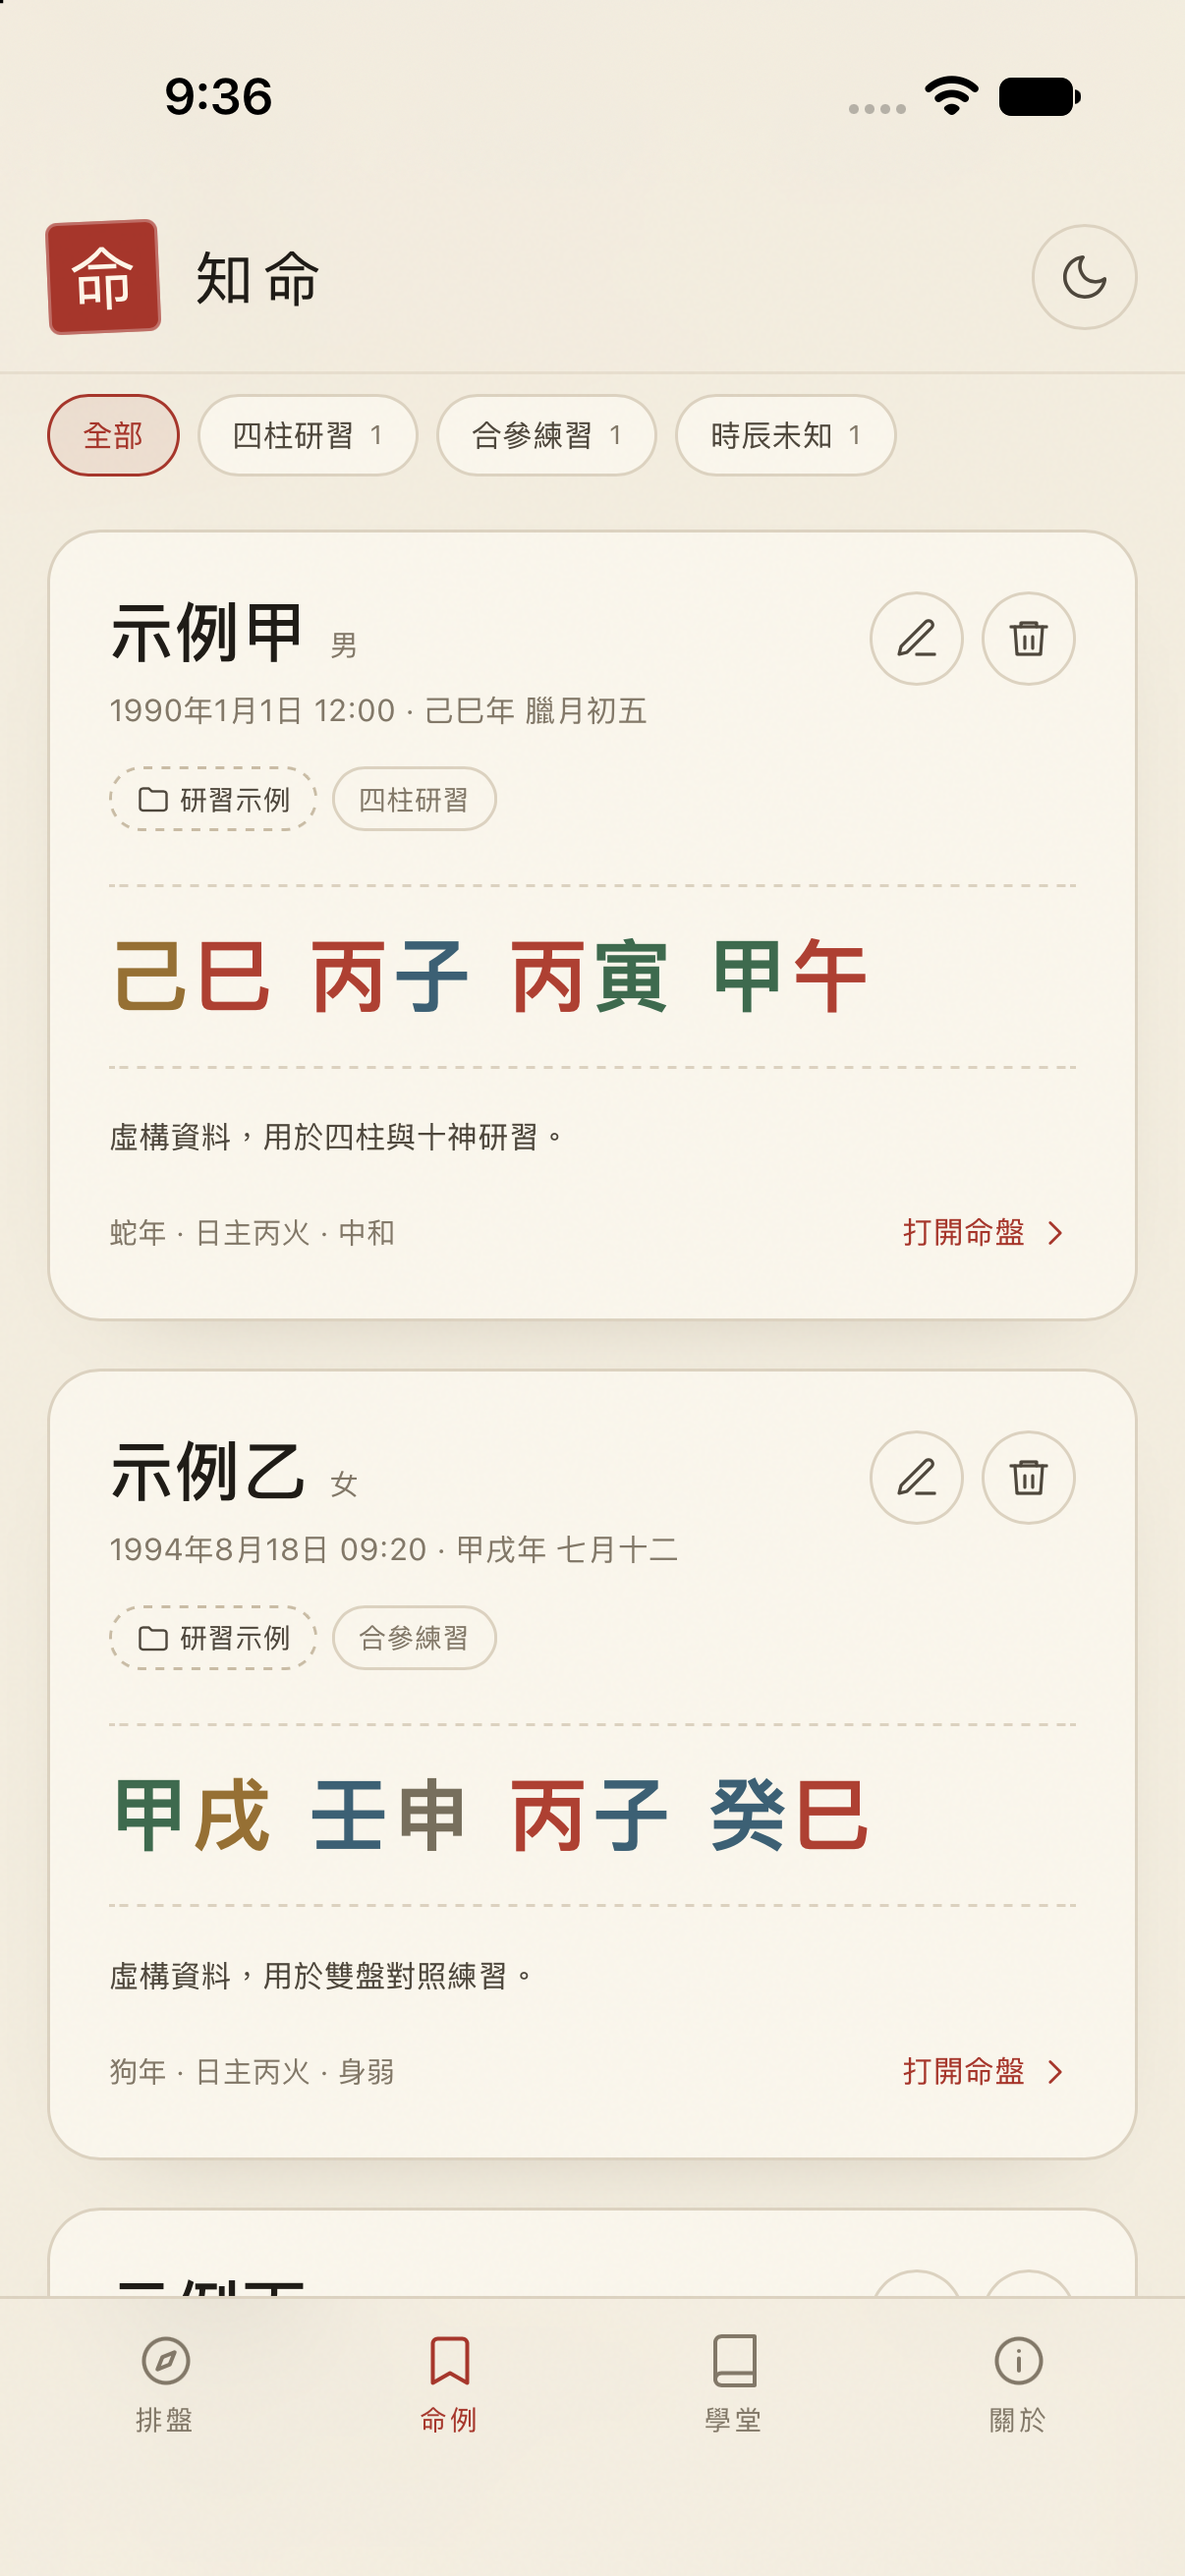 9:36
命 知命
全部 四柱研習 1 合參練習 1 時辰未知 1
示例甲 男
1990年1月1日 12:00 · 己巳年 臘月初五
研習示例 四柱研習
己巳 丙子 丙寅 甲午
虛構資料，用於四柱與十神研習。
蛇年 · 日主丙火 · 中和 打開命盤
示例乙 女
1994年8月18日 09:20 · 甲戌年 七月十二
研習示例 合參練習
甲戌 壬申 丙子 癸巳
虛構資料，用於雙盤對照練習。
狗年 · 日主丙火 · 身弱 打開命盤
排盤 命例 學堂 關於